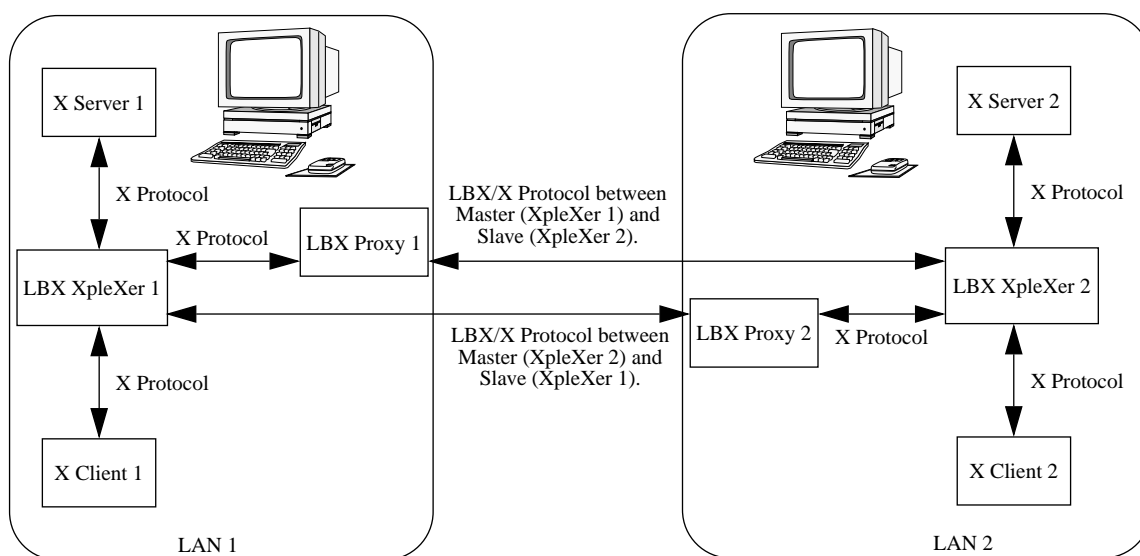 X Server 1
X Server 2
X Protocol
X Protocol
LBX/X Protocol between
Master (XpleXer 1) and
Slave (XpleXer 2).
X Protocol
LBX Proxy 1
LBX XpleXer 1
LBX XpleXer 2
LBX Proxy 2
X Protocol
LBX/X Protocol between
Master (XpleXer 2) and
Slave (XpleXer 1).
X Protocol
X Protocol
X Client 1
X Client 2
LAN 1
LAN 2